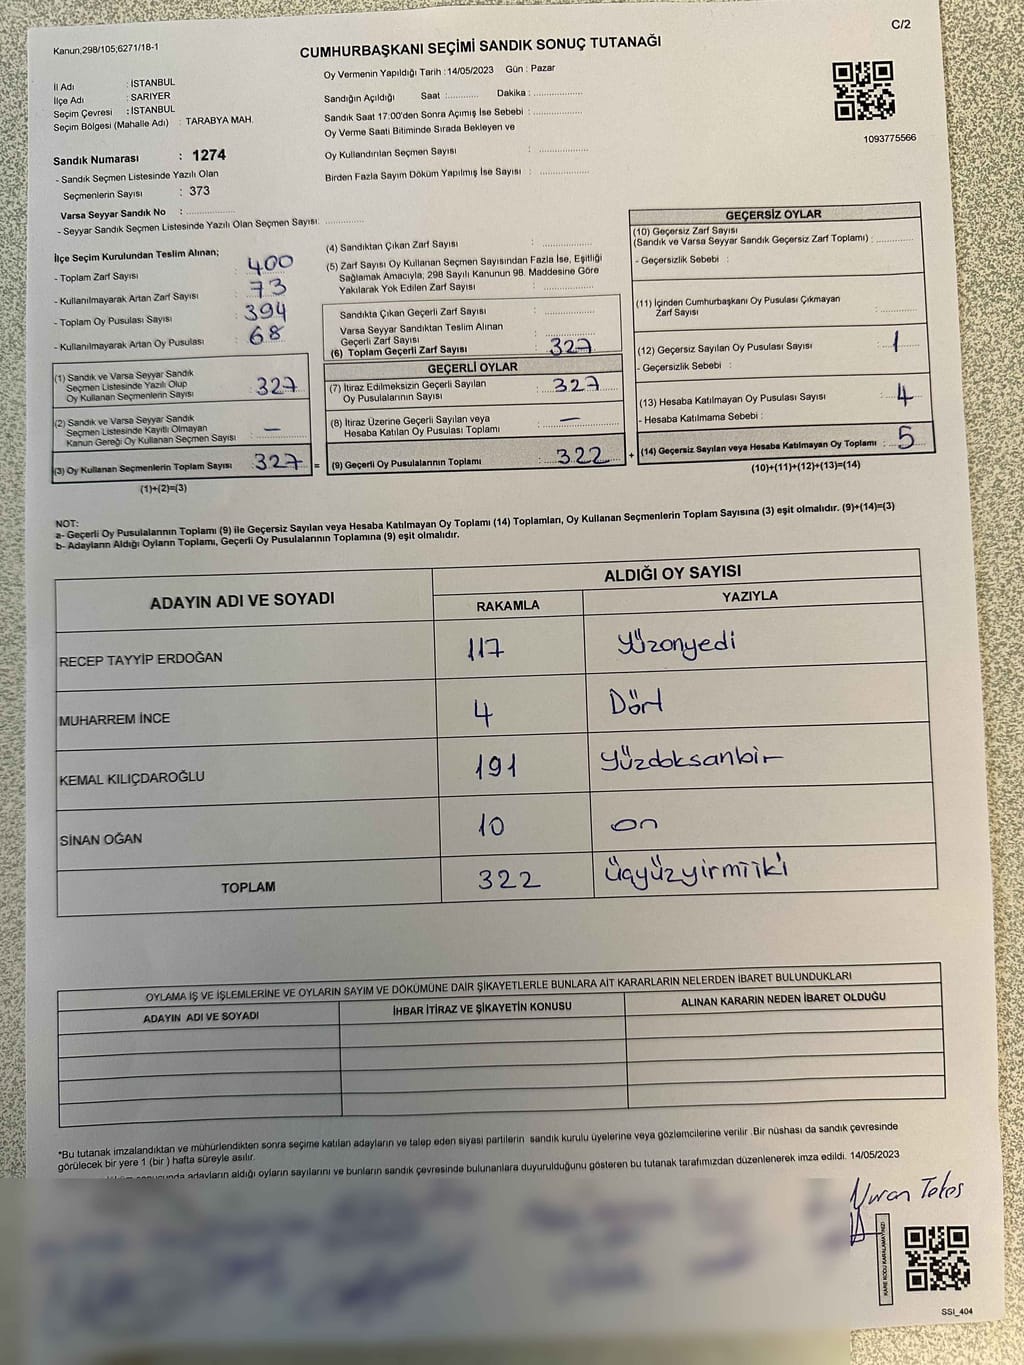 C/2
Kanun;298/105;6271/18-1
CUMHURBAŞKANI SEÇİMİ SANDIK SONUÇ TUTANAĞI
İl Adı : İSTANBUL
İlçe Adı : SARIYER
Seçim Çevresi : İSTANBUL
Seçim Bölgesi (Mahalle Adı) : TARABYA MAH.
Sandık Numarası : 1274
- Sandık Seçmen Listesinde Yazılı Olan
Seçmenlerin Sayısı : 373
Varsa Seyyar Sandık No : ..............
- Seyyar Sandık Seçmen Listesinde Yazılı Olan Seçmen Sayısı: ..............
Oy Vermenin Yapıldığı Tarih :14/05/2023 Gün : Pazar
Sandığın Açıldığı Saat :........... Dakika : ..................
Sandık Saat 17:00'den Sonra Açımış İse Sebebi : ..................
Oy Verme Saati Bitiminde Sırada Bekleyen ve
Oy Kullandırılan Seçmen Sayısı : ..................
Birden Fazla Sayım Döküm Yapılmış İse Sayısı : ..................
1093775566
İlçe Seçim Kurulundan Teslim Alınan;
- Toplam Zarf Sayısı : 400
- Kullanılmayarak Artan Zarf Sayısı : 73
- Toplam Oy Pusulası Sayısı : 394
- Kullanılmayarak Artan Oy Pusulası : 68
(1) Sandık ve Varsa Seyyar Sandık
Seçmen Listesinde Yazılı Olup
Oy Kullanan Seçmenlerin Sayısı : 327
(2) Sandık ve Varsa Seyyar Sandık
Seçmen Listesinde Kayıtlı Olmayan
Kanun Gereği Oy Kullanan Seçmen Sayısı : —
(3) Oy Kullanan Seçmenlerin Toplam Sayısı : 327 =
(1)+(2)=(3)
(4) Sandıktan Çıkan Zarf Sayısı : ..............
(5) Zarf Sayısı Oy Kullanan Seçmen Sayısından Fazla İse, Eşitliği
Sağlamak Amacıyla, 298 Sayılı Kanunun 98. Maddesine Göre
Yakılarak Yok Edilen Zarf Sayısı : ..............
Sandıkta Çıkan Geçerli Zarf Sayısı : ..............
Varsa Seyyar Sandıktan Teslim Alınan
Geçerli Zarf Sayısı : ..............
(6) Toplam Geçerli Zarf Sayısı : 327
GEÇERLİ OYLAR
(7) İtiraz Edilmeksizin Geçerli Sayılan
Oy Pusulalarının Sayısı : 327
(8) İtiraz Üzerine Geçerli Sayılan veya
Hesaba Katılan Oy Pusulası Toplamı : —
(9) Geçerli Oy Pusulalarının Toplamı : 322 +
GEÇERSİZ OYLAR
(10) Geçersiz Zarf Sayısı
(Sandık ve Varsa Seyyar Sandık Geçersiz Zarf Toplamı) : ..........
- Geçersizlik Sebebi :
(11) İçinden Cumhurbaşkanı Oy Pusulası Çıkmayan
Zarf Sayısı : ..........
(12) Geçersiz Sayılan Oy Pusulası Sayısı : 1
- Geçersizlik Sebebi :
(13) Hesaba Katılmayan Oy Pusulası Sayısı : 4
- Hesaba Katılmama Sebebi :
(14) Geçersiz Sayılan veya Hesaba Katılmayan Oy Toplamı : 5
(10)+(11)+(12)+(13)=(14)
NOT:
a- Geçerli Oy Pusulalarının Toplamı (9) ile Geçersiz Sayılan veya Hesaba Katılmayan Oy Toplamı (14) Toplamları, Oy Kullanan Seçmenlerin Toplam Sayısına (3) eşit olmalıdır. (9)+(14)=(3)
b- Adayların Aldığı Oyların Toplamı, Geçerli Oy Pusulalarının Toplamına (9) eşit olmalıdır.
ADAYIN ADI VE SOYADI
ALDIĞI OY SAYISI
RAKAMLA YAZIYLA
RECEP TAYYİP ERDOĞAN 117 Yüzonyedi
MUHARREM İNCE 4 Dört
KEMAL KILIÇDAROĞLU 191 Yüzdoksanbir
SİNAN OĞAN 10 on
TOPLAM 322 Üçyüzyirmiiki
OYLAMA İŞ VE İŞLEMLERİNE VE OYLARIN SAYIM VE DÖKÜMÜNE DAİR ŞİKAYETLERLE BUNLARA AİT KARARLARIN NELERDEN İBARET BULUNDUKLARI
ADAYIN ADI VE SOYADI İHBAR İTİRAZ VE ŞİKAYETİN KONUSU ALINAN KARARIN NEDEN İBARET OLDUĞU
*Bu tutanak imzalandıktan ve mühürlendikten sonra seçime katılan adayların ve talep eden siyasi partilerin sandık kurulu üyelerine veya gözlemcilerine verilir .Bir nüshası da sandık çevresinde
görülecek bir yere 1 (bir ) hafta süreyle asılır.
adayların aldığı oyların sayılarını ve bunların sandık çevresinde bulunanlara duyurulduğunu gösteren bu tutanak tarafımızdan düzenlenerek imza edildi. 14/05/2023
Nuran
KARE KODU KARALAMAYINIZ!
SSI_404